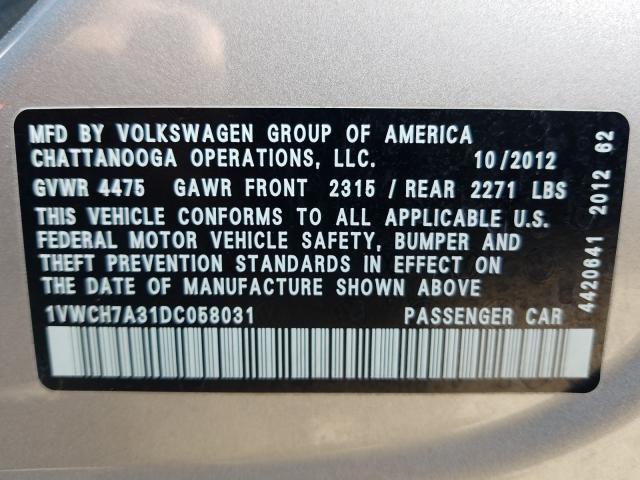 MFD BY VOLKSWAGEN GROUP OF AMERICA
CHATTANOOGA OPERATIONS, LLC. 10/2012
GVWR 4475 GAWR FRONT 2315 / REAR 2271 LBS
THIS VEHICLE CONFORMS TO ALL APPLICABLE U.S.
FEDERAL MOTOR VEHICLE SAFETY, BUMPER AND
THEFT PREVENTION STANDARDS IN EFFECT ON
THE DATE OF MANUFACTURE SHOWN ABOVE
1VWCH7A31DC058031 PASSENGER CAR
4420641 2012 62